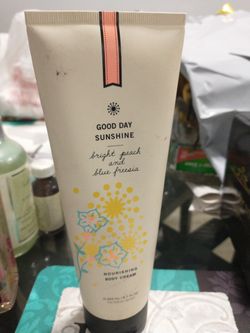 GOOD DAY
SUNSHINE
bright peach
and
blue freesia
NOURISHING
BODY CREAM